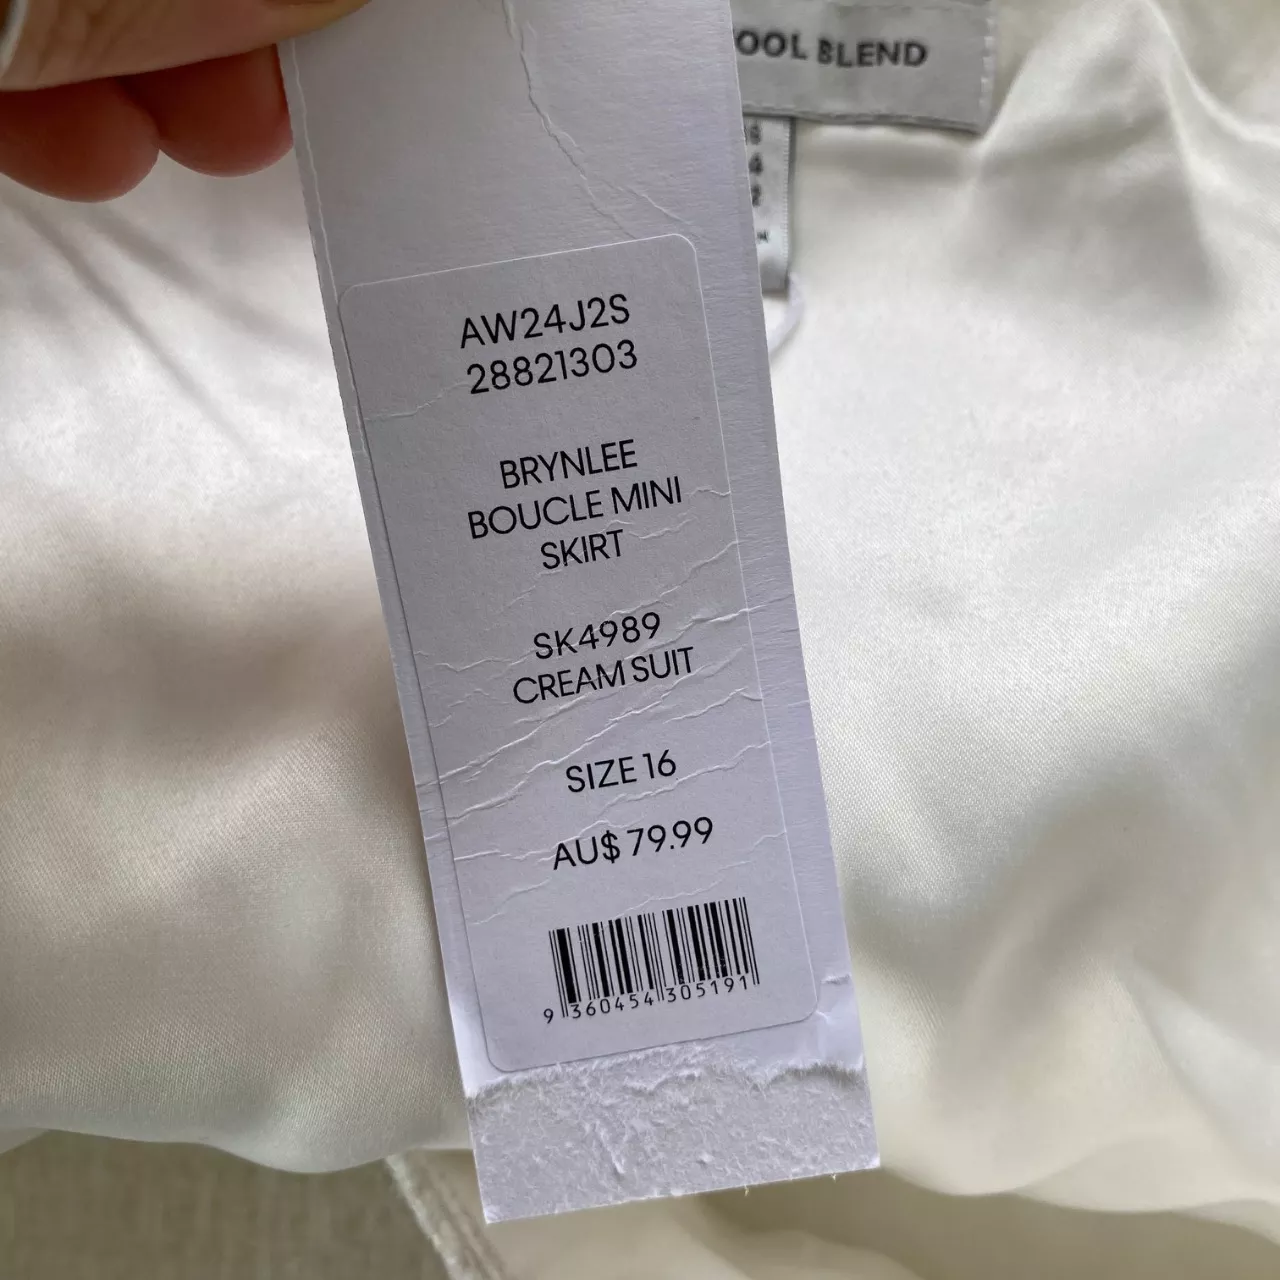 OOL BLEND
AW24J2S
28821303
BRYNLEE
BOUCLE MINI
SKIRT
SK4989
CREAM SUIT
SIZE 16
AU$ 79.99
9 360454 305191